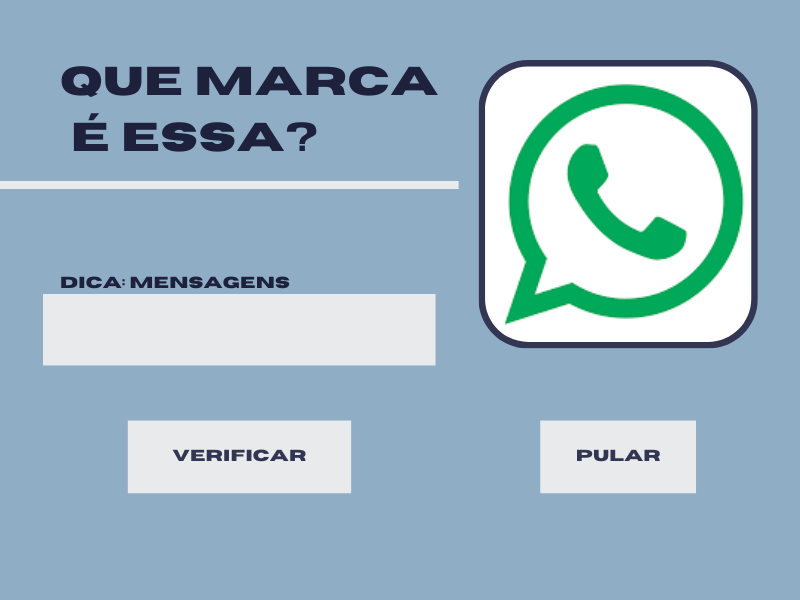 QUE MARCA
É ESSA?
DICA: MENSAGENS
VERIFICAR
PULAR